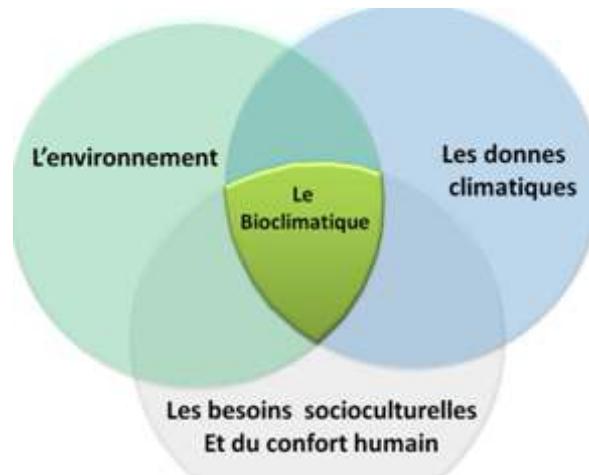 L'environnement
Les donnes
climatiques
Le
Bioclimatique
Les besoins socioculturelles
Et du confort humain